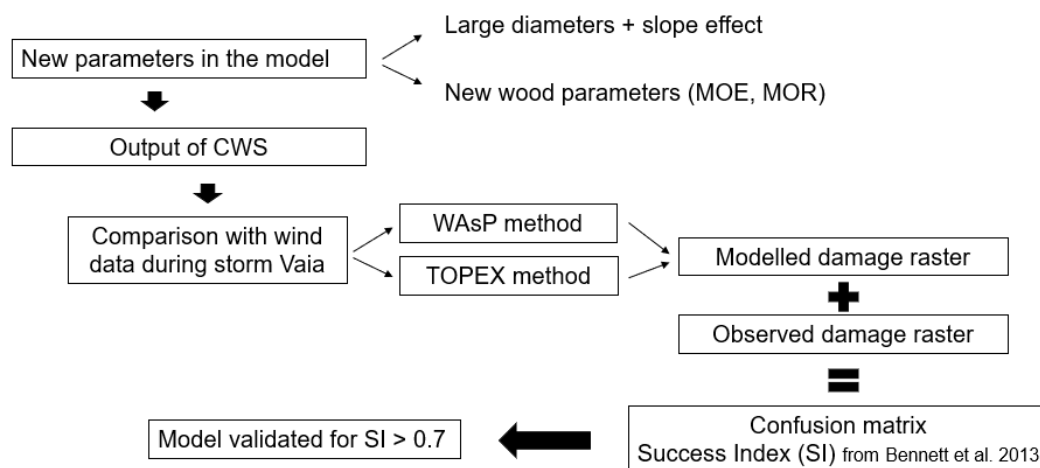 Large diameters + slope effect
New parameters in the model
New wood parameters (MOE, MOR)
Output of CWS
Comparison with wind
data during storm Vaia
WAsP method
TOPEX method
Modelled damage raster
+
Observed damage raster
=
Confusion matrix
Success Index (SI) from Bennett et al. 2013
Model validated for SI > 0.7